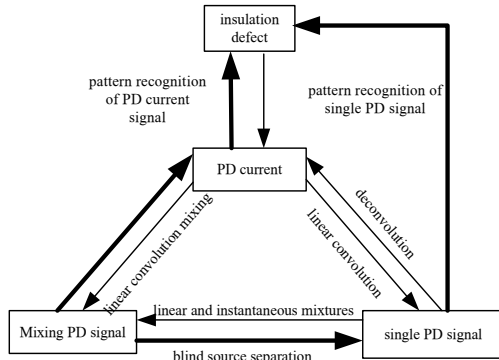 insulation
defect
pattern recognition
of PD current
signal
pattern recognition of
single PD signal
PD current
linear convolution mixing
linear convolution
deconvolution
linear and instantaneous mixtures
Mixing PD signal
single PD signal
blind source separation